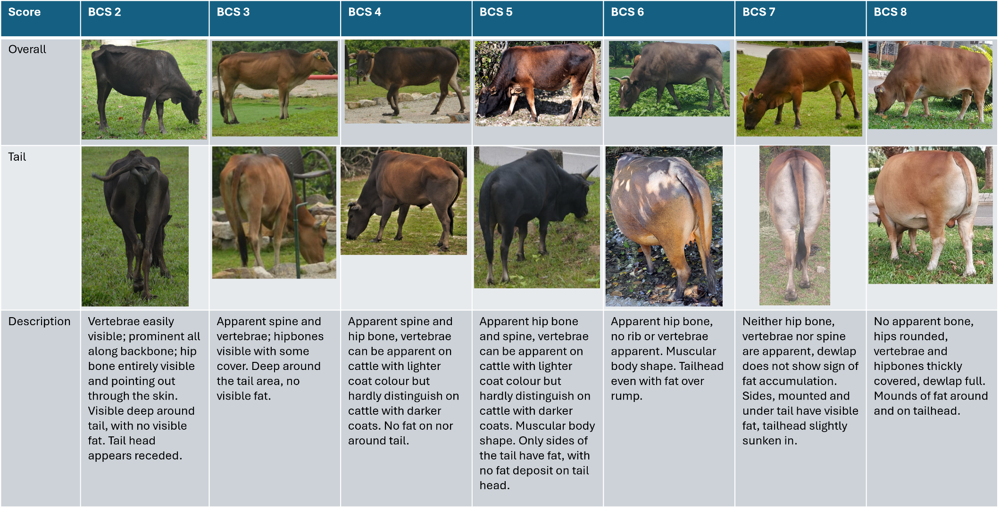 Score
BCS 2
BCS 3
BCS 4
BCS 5
BCS 6
BCS 7
BCS 8
Overall
Tail
Description
Vertebrae easily
visible; prominent all
along backbone; hip
bone entirely visible
and pointing out
through the skin.
Visible deep around
tail, with no visible
fat. Tail head
appears receded.
Apparent spine and
vertebrae; hipbones
visible with some
cover. Deep around
the tail area, no
visible fat.
Apparent spine and
hip bone, vertebrae
can be apparent on
cattle with lighter
coat colour but
hardly distinguish on
cattle with darker
coats. No fat on nor
around tail.
Apparent hip bone
and spine, vertebrae
can be apparent on
cattle with lighter
coat colour but
hardly distinguish on
cattle with darker
coats. Muscular body
shape. Only sides of
the tail have fat, with
no fat deposit on tail
head.
Apparent hip bone,
no rib or vertebrae
apparent. Muscular
body shape. Tailhead
even with fat over
rump.
Neither hip bone,
vertebrae nor spine
are apparent, dewlap
does not show sign of
fat accumulation.
Sides, mounted and
under tail have visible
fat, tailhead slightly
sunken in.
No apparent bone,
hips rounded,
vertebrae and
hipbones thickly
covered, dewlap full.
Mounds of fat around
and on tailhead.